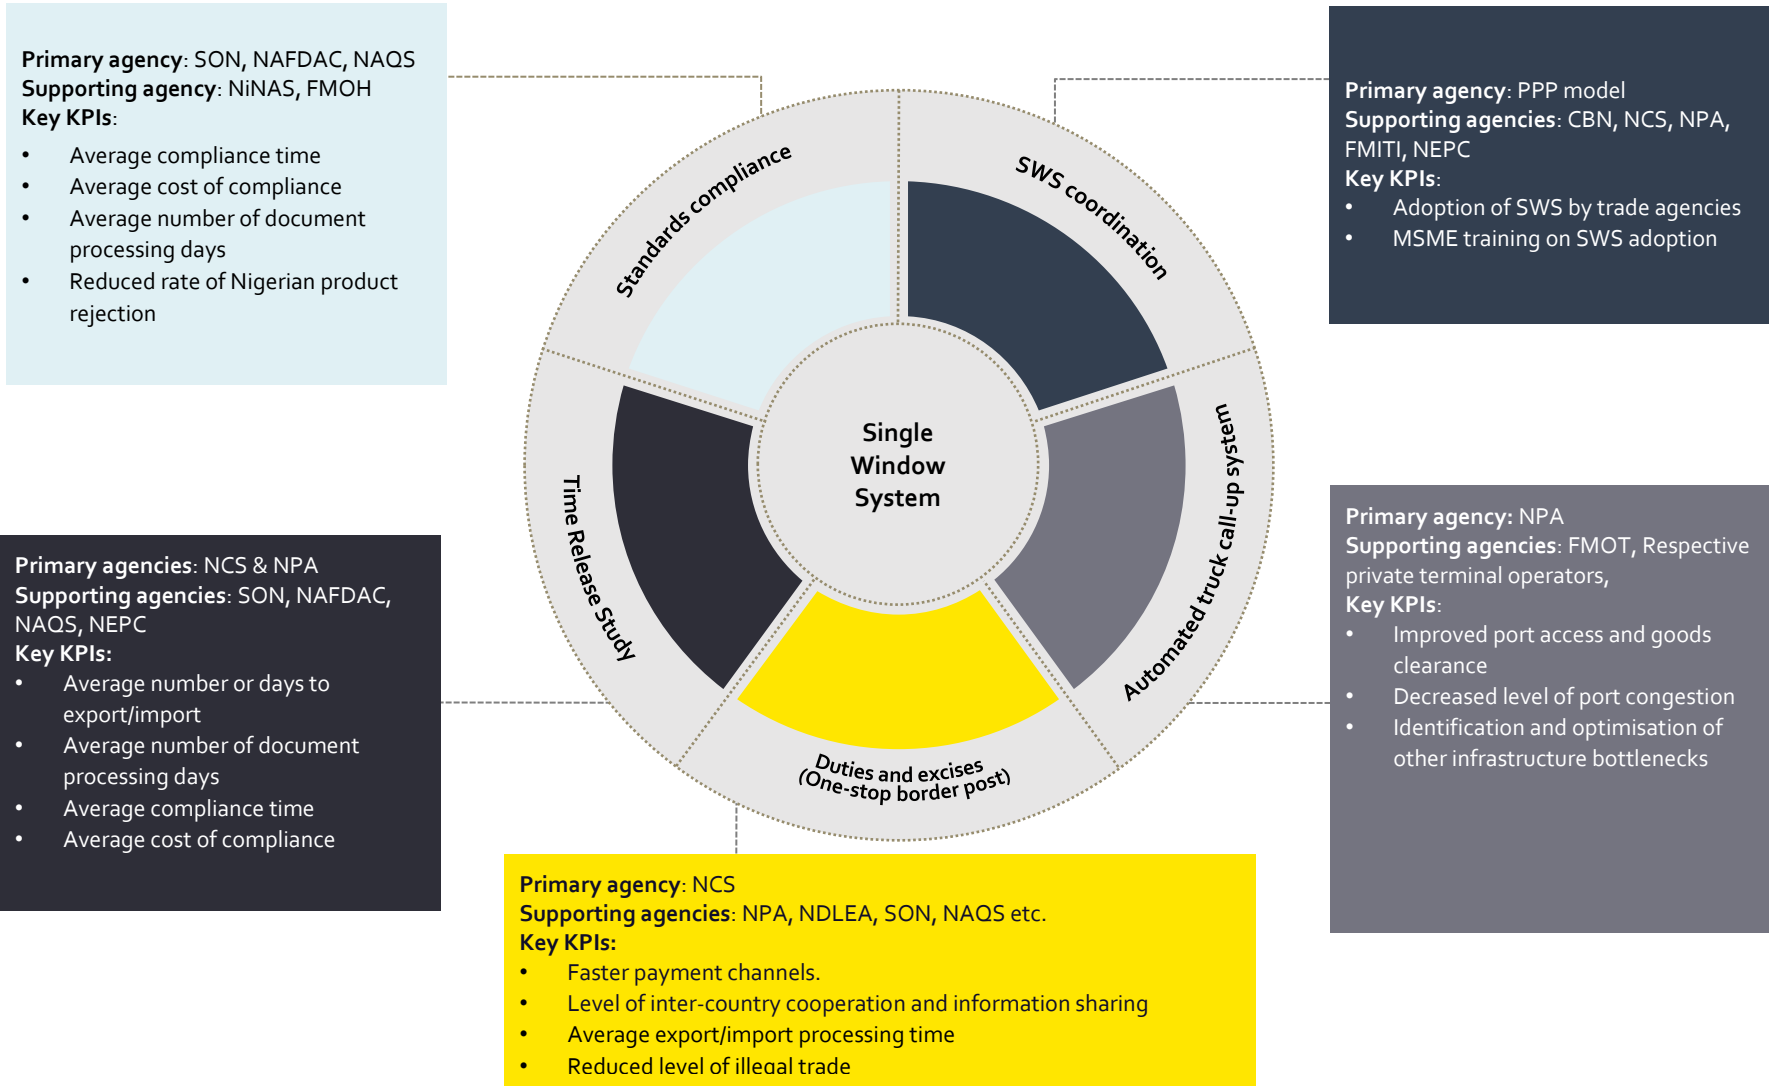 Primary agency: SON, NAFDAC, NAQS
Supporting agency: NiNAS, FMOH
Key KPIs:
• Average compliance time
• Average cost of compliance
• Average number of document
processing days
• Reduced rate of Nigerian product
rejection
Primary agency: PPP model
Supporting agencies: CBN, NCS, NPA,
FMITI, NEPC
Key KPIs:
• Adoption of SWS by trade agencies
• MSME training on SWS adoption
Standards compliance
SWS coordination
Single
Window
System
Time Release Study
Automated truck call-up system
Duties and excises
(One-stop border post)
Primary agencies: NCS & NPA
Supporting agencies: SON, NAFDAC,
NAQS, NEPC
Key KPIs:
• Average number or days to
export/import
• Average number of document
processing days
• Average compliance time
• Average cost of compliance
Primary agency: NPA
Supporting agencies: FMOT, Respective
private terminal operators,
Key KPIs:
• Improved port access and goods
clearance
• Decreased level of port congestion
• Identification and optimisation of
other infrastructure bottlenecks
Primary agency: NCS
Supporting agencies: NPA, NDLEA, SON, NAQS etc.
Key KPIs:
• Faster payment channels.
• Level of inter-country cooperation and information sharing
• Average export/import processing time
• Reduced level of illegal trade